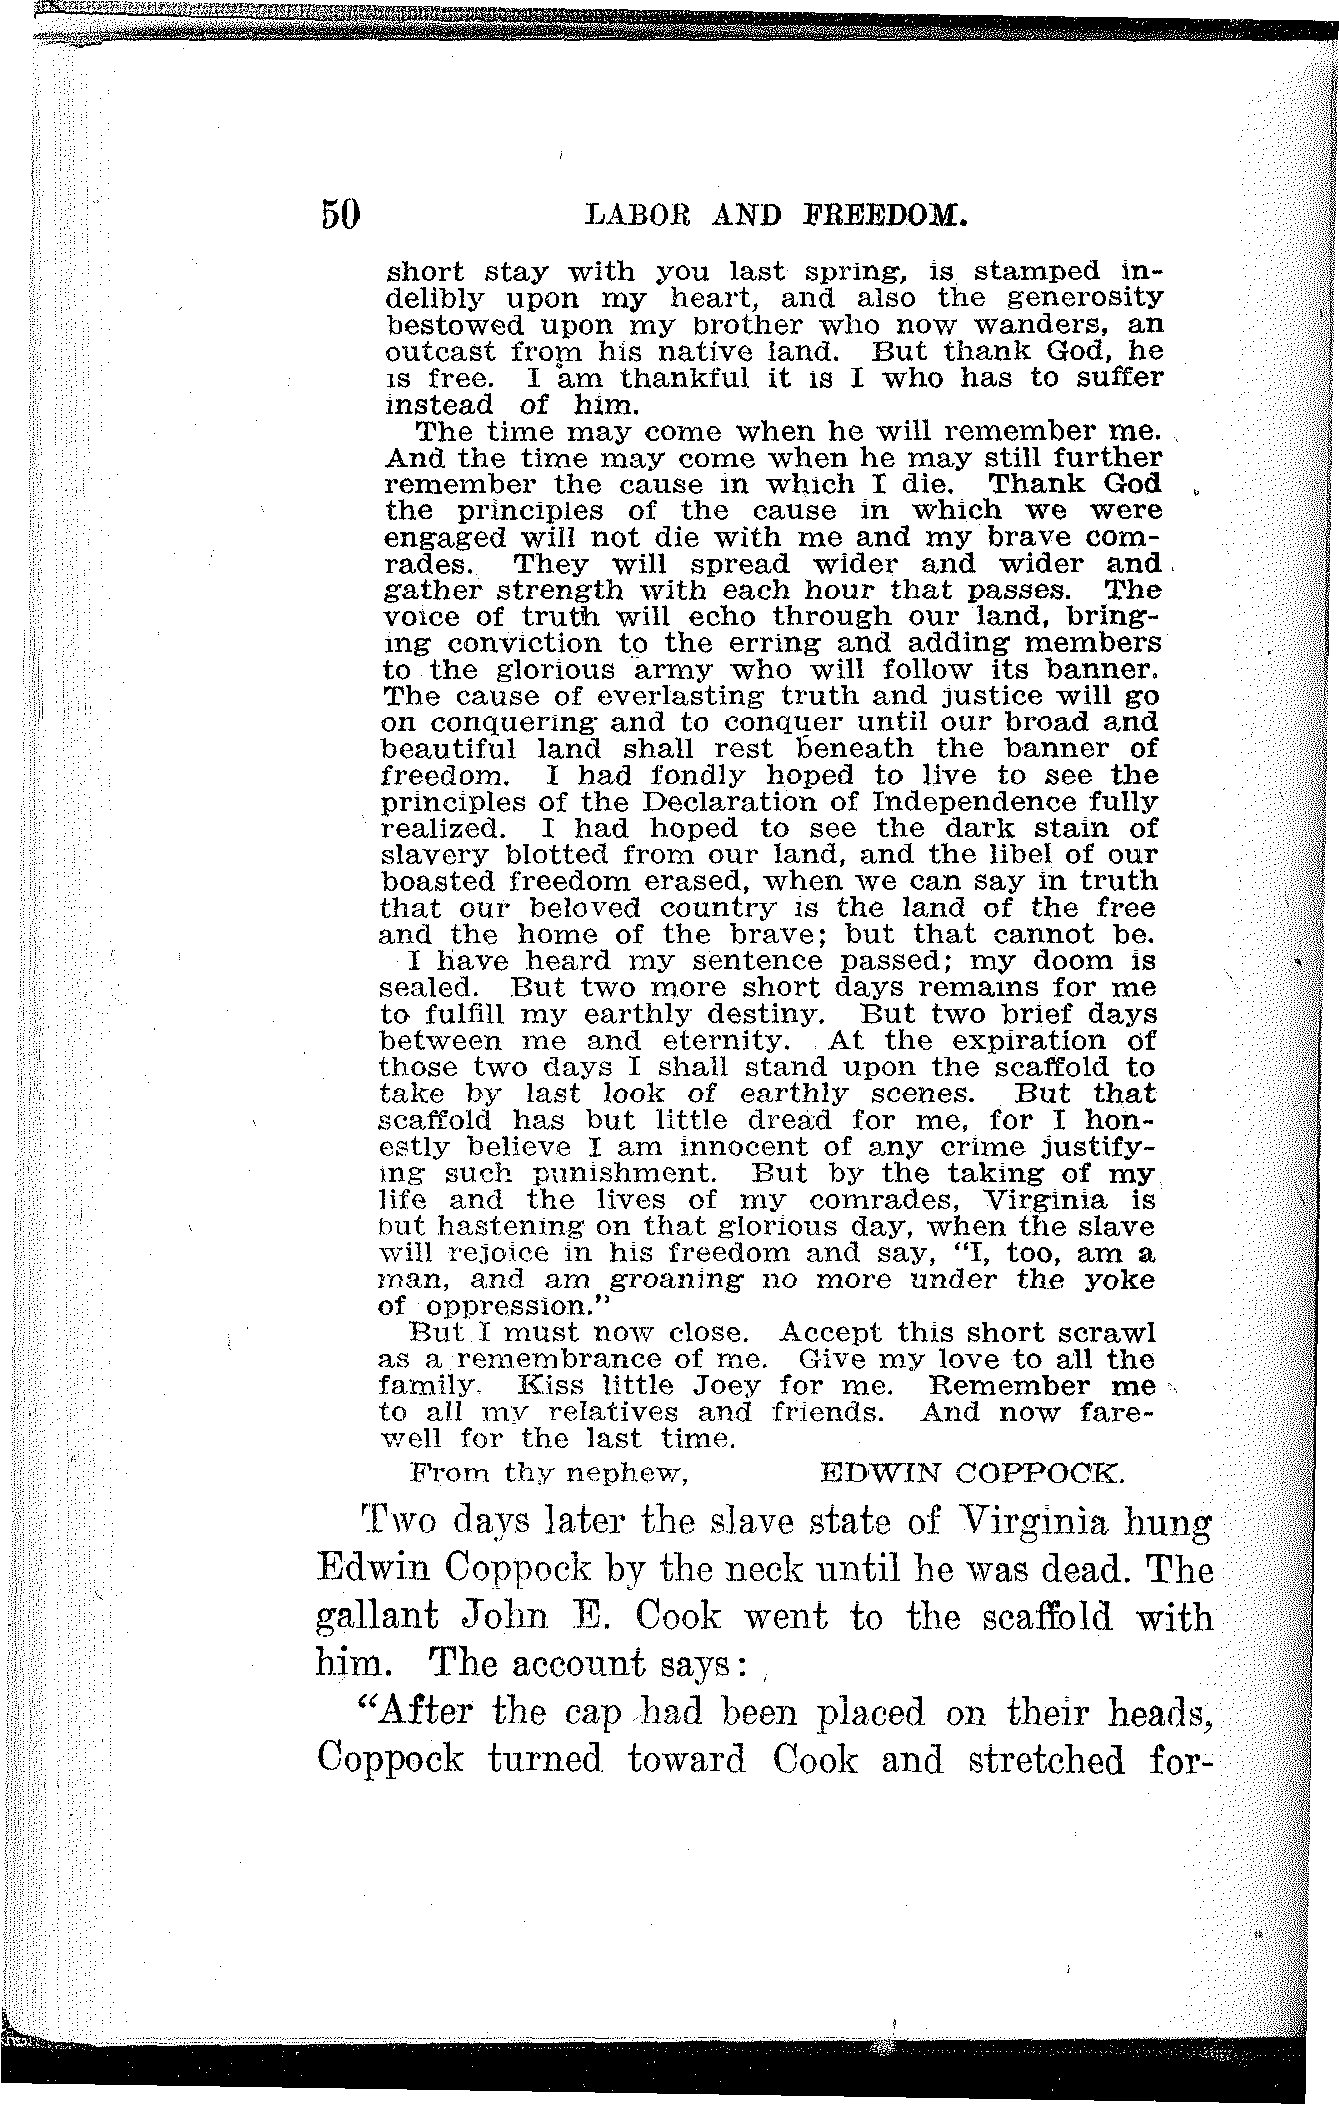 50 LABOR AND FREEDOM.
short stay with you last spring, is stamped in-
delibly upon my heart, and also the generosity
bestowed upon my brother who now wanders, an
outcast from his native land. But thank God, he
is free. I am thankful it is I who has to suffer
instead of him.
The time may come when he will remember me.
And the time may come when he may still further
remember the cause in which I die. Thank God
the principles of the cause in which we were
engaged will not die with me and my brave com-
rades. They will spread wider and wider and
gather strength with each hour that passes. The
voice of truth will echo through our land, bring-
ing conviction to the erring and adding members
to the glorious army who will follow its banner.
The cause of everlasting truth and justice will go
on conquering and to conquer until our broad and
beautiful land shall rest beneath the banner of
freedom. I had fondly hoped to live to see the
principles of the Declaration of Independence fully
realized. I had hoped to see the dark stain of
slavery blotted from our land, and the libel of our
boasted freedom erased, when we can say in truth
that our beloved country is the land of the free
and the home of the brave; but that cannot be.
I have heard my sentence passed; my doom is
sealed. But two more short days remains for me
to fulfill my earthly destiny. But two brief days
between me and eternity. At the expiration of
those two days I shall stand upon the scaffold to
take by last look of earthly scenes. But that
scaffold has but little dread for me, for I hon-
estly believe I am innocent of any crime justify-
ing such punishment. But by the taking of my
life and the lives of my comrades, Virginia is
but hastening on that glorious day, when the slave
will rejoice in his freedom and say, "I, too, am a
man, and am groaning no more under the yoke
of oppression."
But I must now close. Accept this short scrawl
as a remembrance of me. Give my love to all the
family. Kiss little Joey for me. Remember me
to all my relatives and friends. And now fare-
well for the last time.
From thy nephew, EDWIN COPPOCK.
Two days later the slave state of Virginia hung
Edwin Coppock by the neck until he was dead. The
gallant John E. Cook went to the scaffold with
him. The account says:
"After the cap had been placed on their heads,
Coppock turned toward Cook and stretched for-